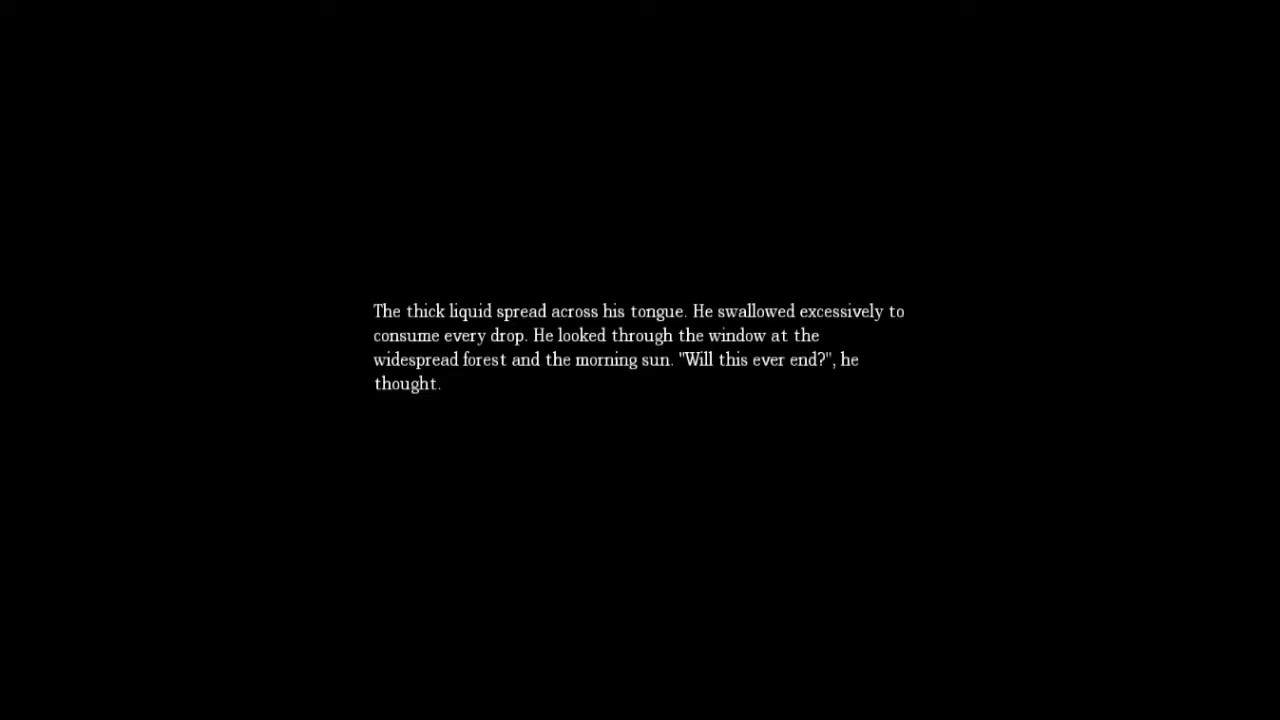 The thick liquid spread across his tongue. He swallowed excessively to
consume every drop. He looked through the window at the
widespread forest and the morning sun. "Will this ever end?", he
thought.